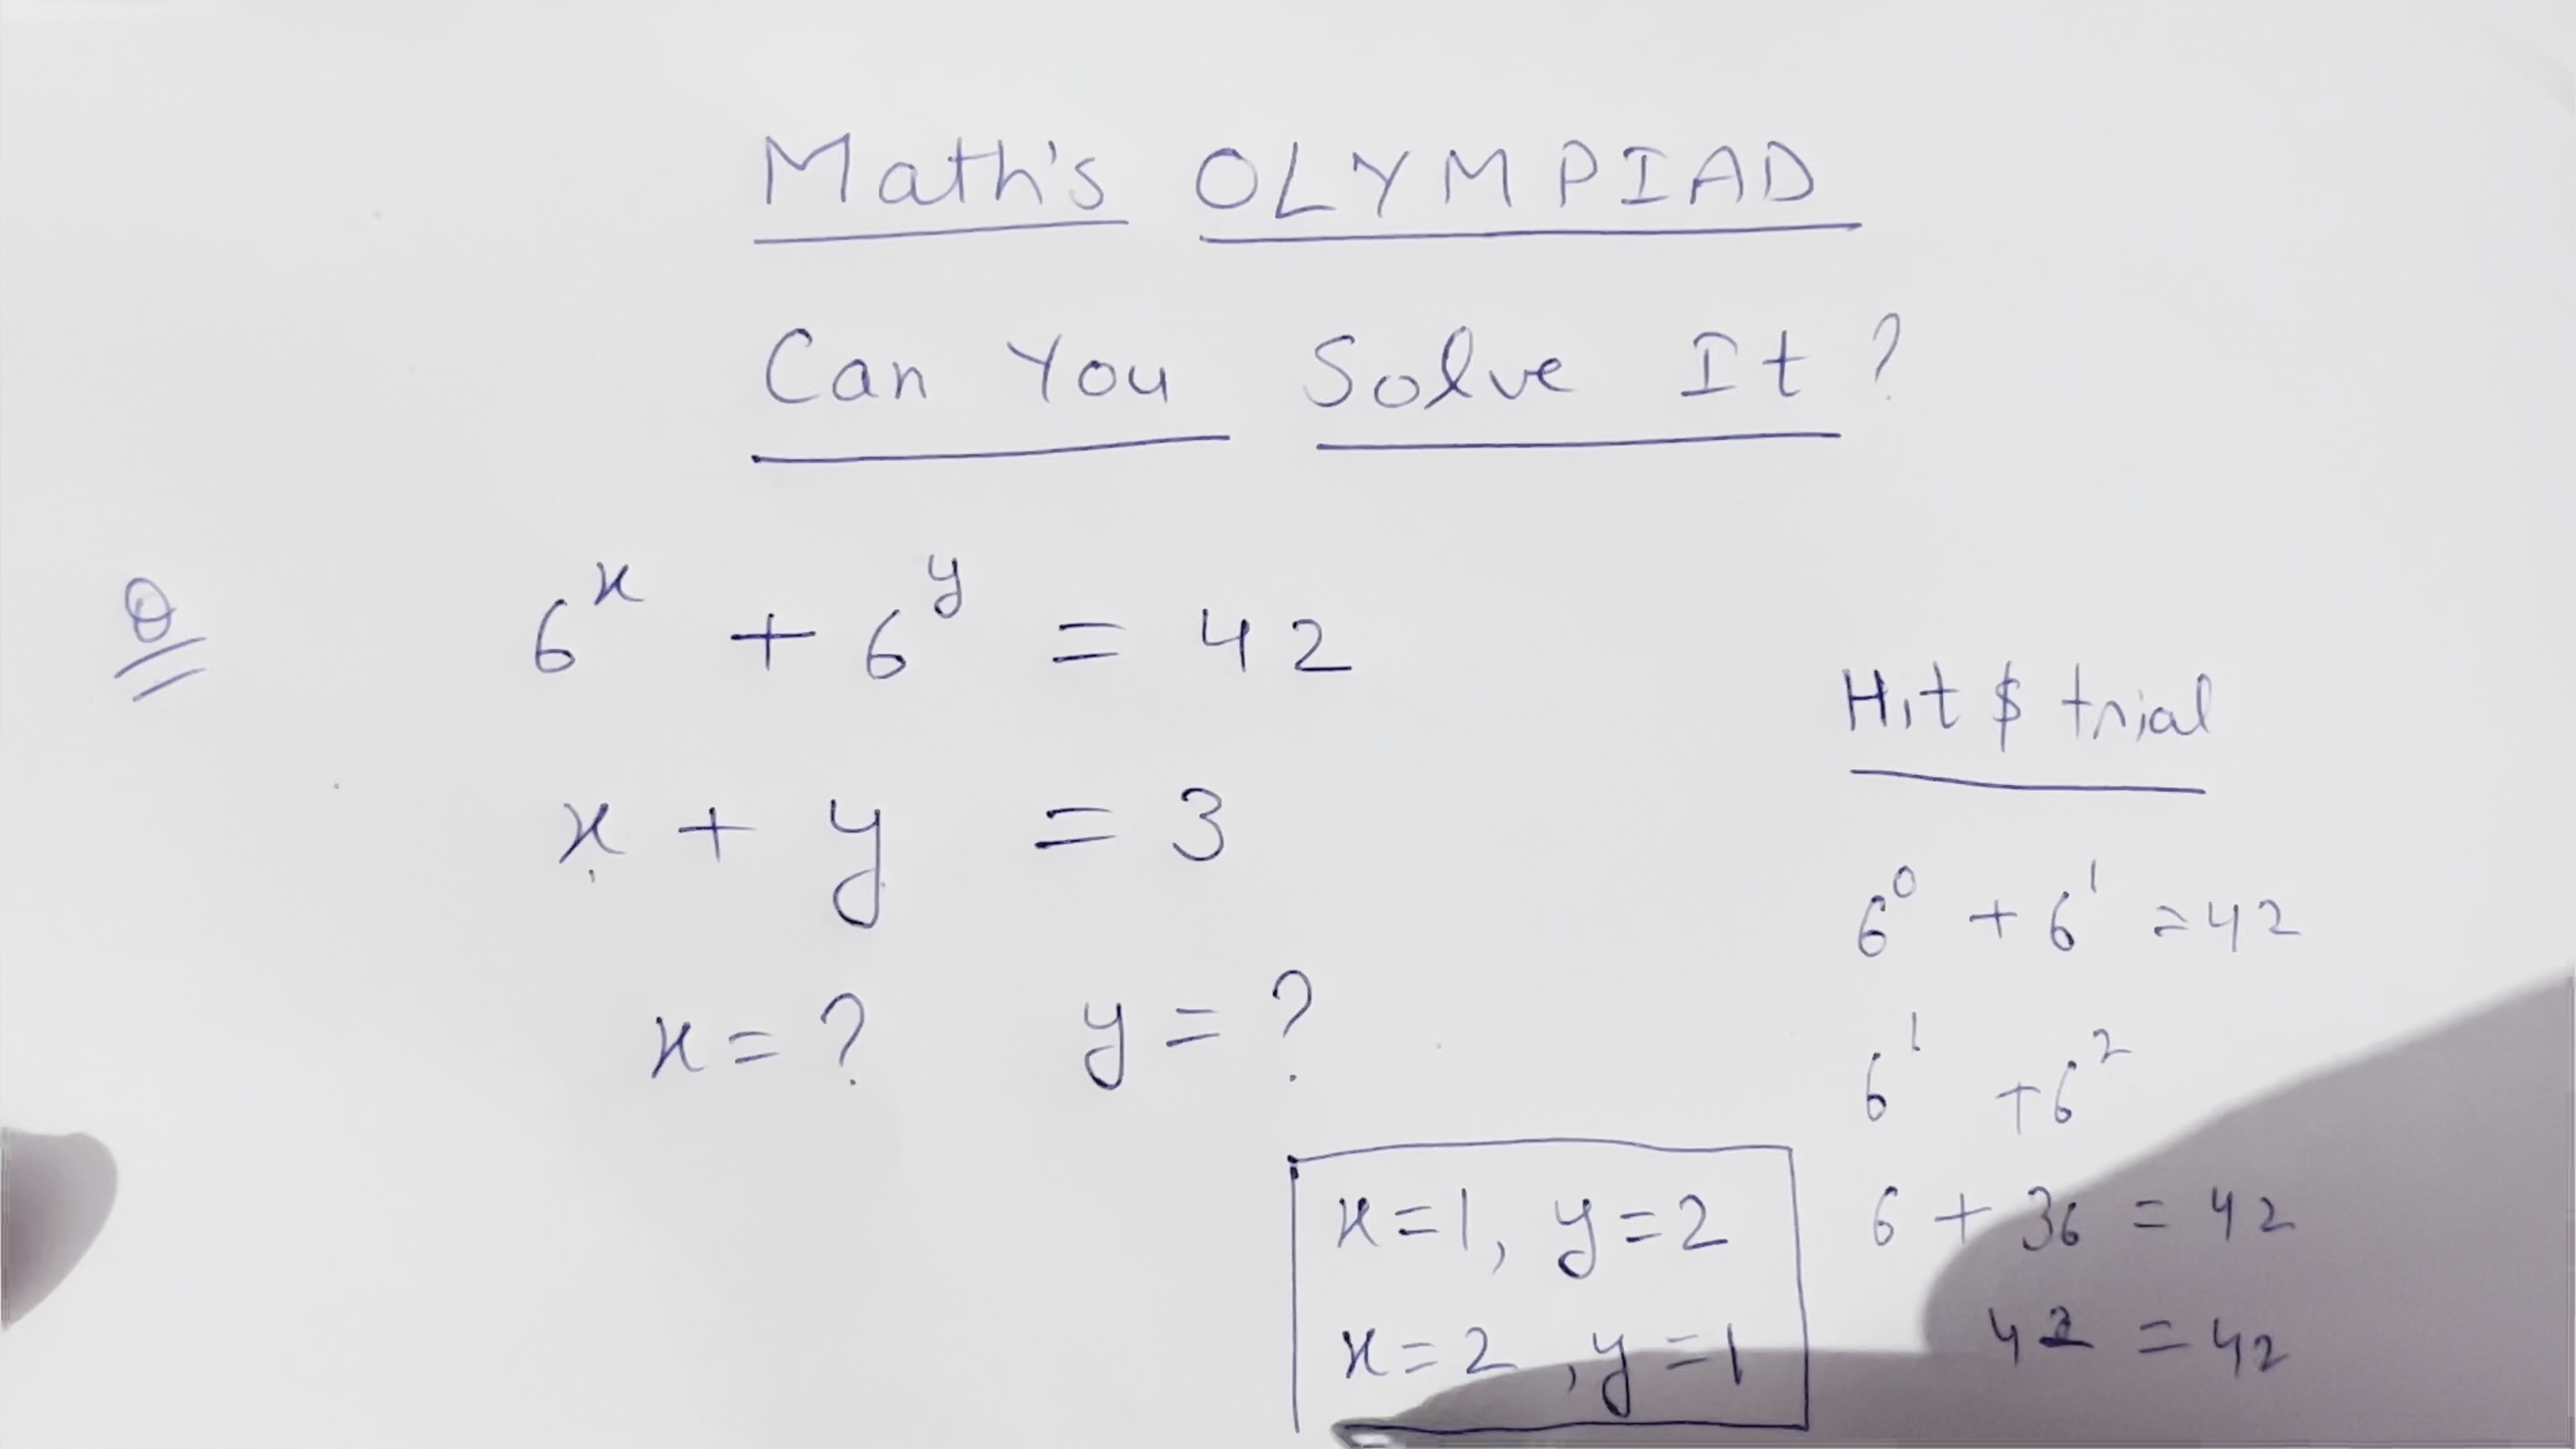 Math's OLYMPIAD
Can You Solve It?
Q 6^x + 6^y = 42
x + y = 3
x = ? y = ?
Hit $ trial
6^0 + 6^1 = 42
6^1 + 6^2
6 + 36 = 42
42 = 42
x=1, y=2
x=2, y=1